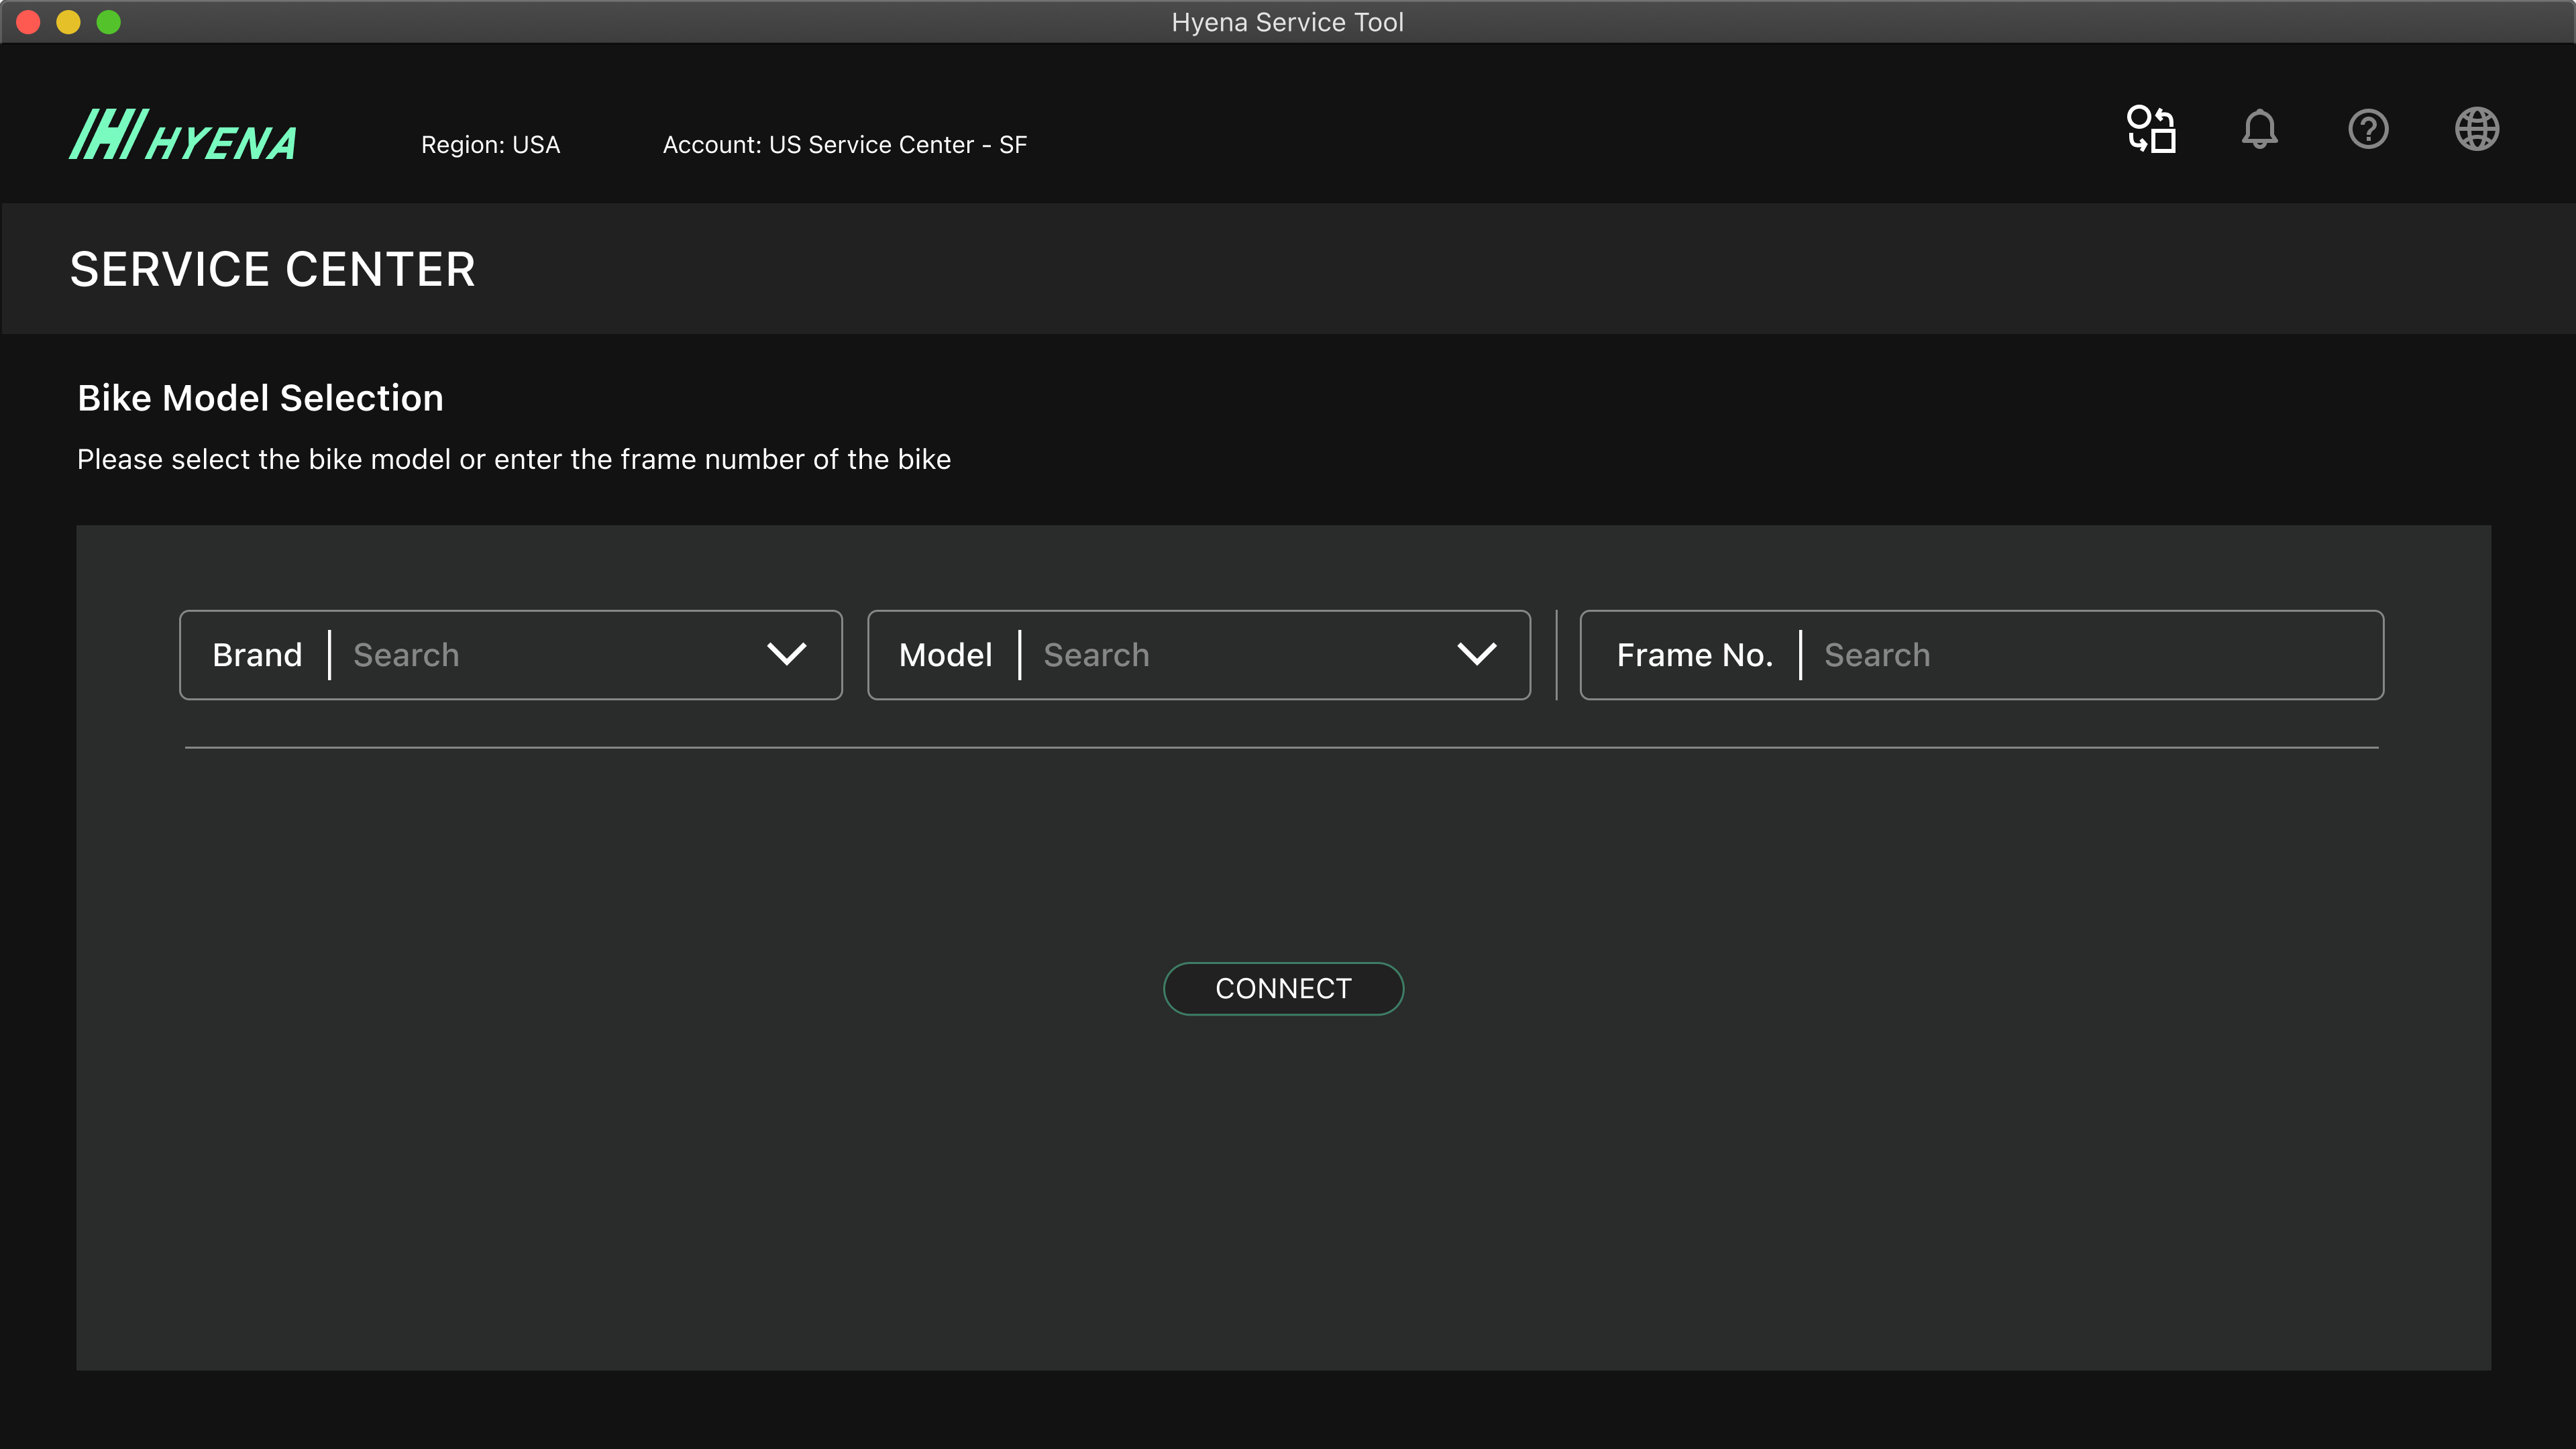 Hyena Service Tool
HYENA
Region: USA
Account: US Service Center - SF
SERVICE CENTER
Bike Model Selection
Please select the bike model or enter the frame number of the bike
Brand Search
Model Search
Frame No. Search
CONNECT